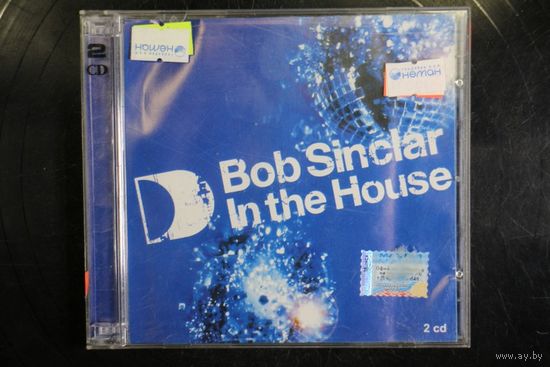 2
CD
НЕМАН
НЕМАН
Bob Sinclar
In the House
2 cd
www.ay.by